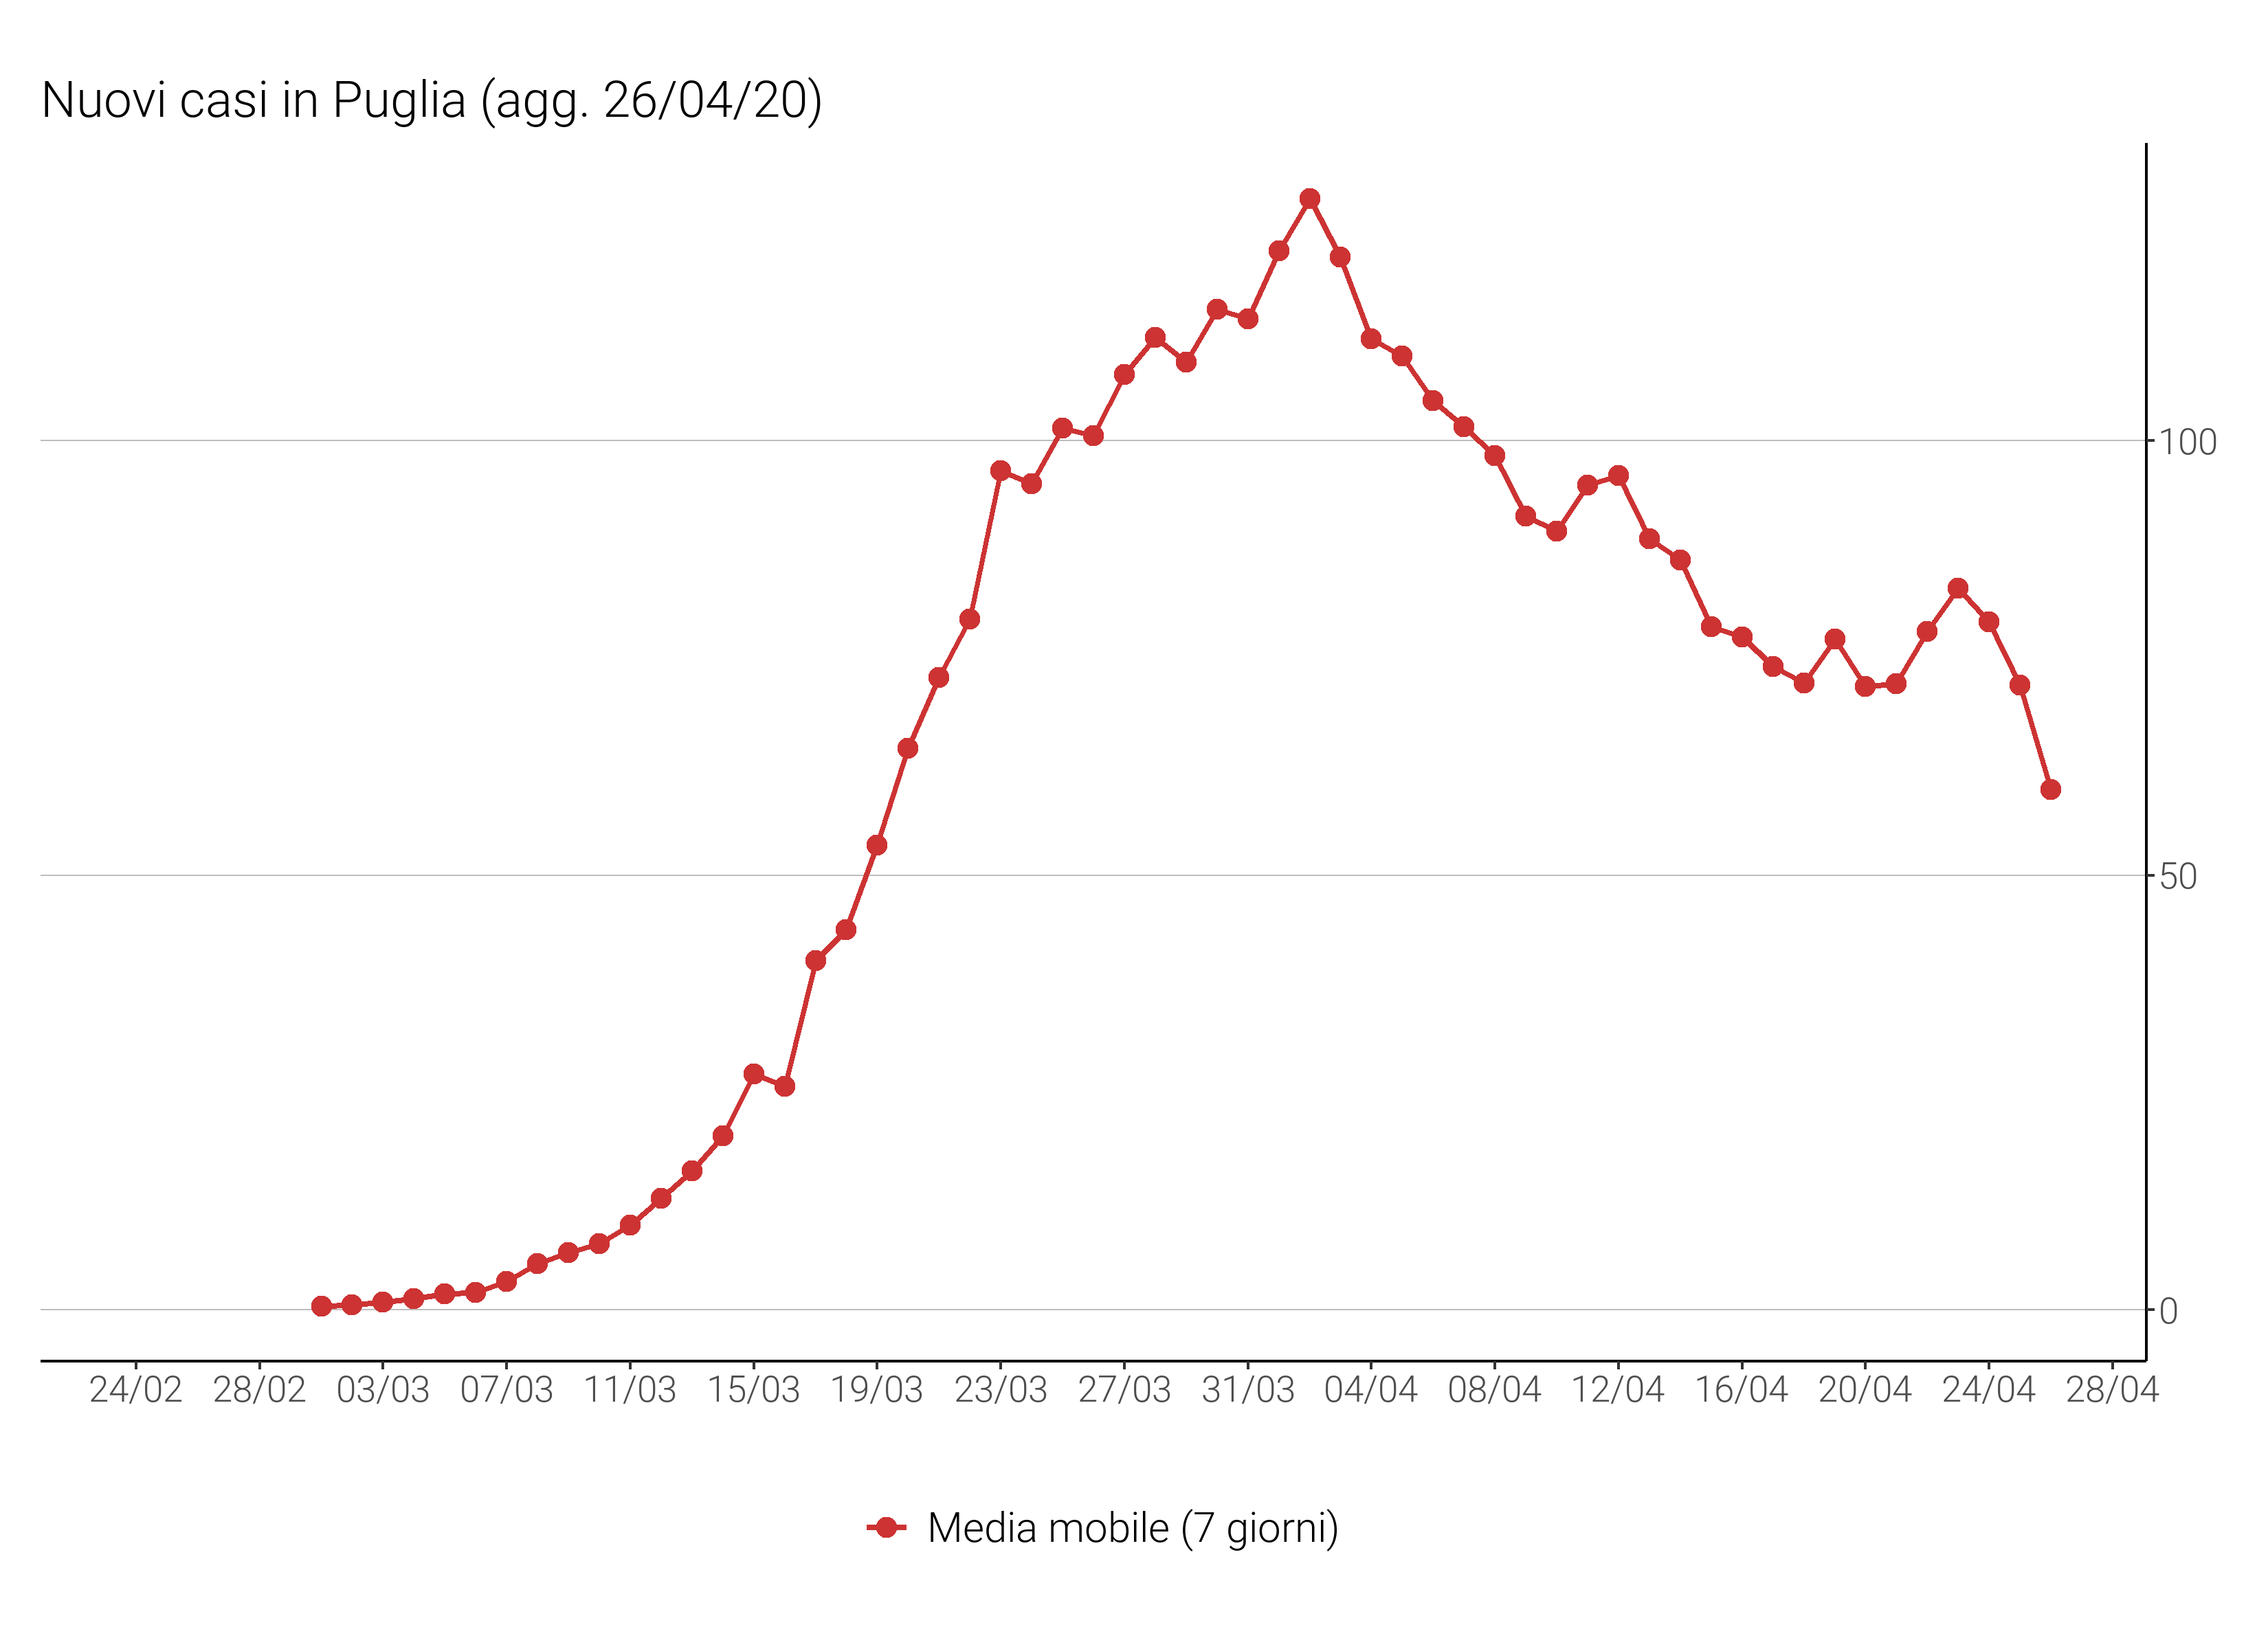 Nuovi casi in Puglia (agg. 26/04/20)
100
50
0
24/02 28/02 03/03 07/03 11/03 15/03 19/03 23/03 27/03 31/03 04/04 08/04 12/04 16/04 20/04 24/04 28/04
Media mobile (7 giorni)